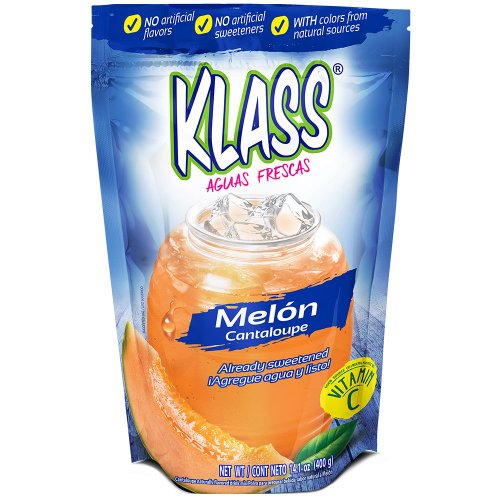 NO artificial flavors
NO artificial sweeteners
WITH colors from natural sources
KLASS®
AGUAS FRESCAS
Melón
Cantaloupe
Already sweetened
¡Agregue agua y listo!
VITAMIN
C
NET WT / CONT NETO 14.1 oz (400 g)